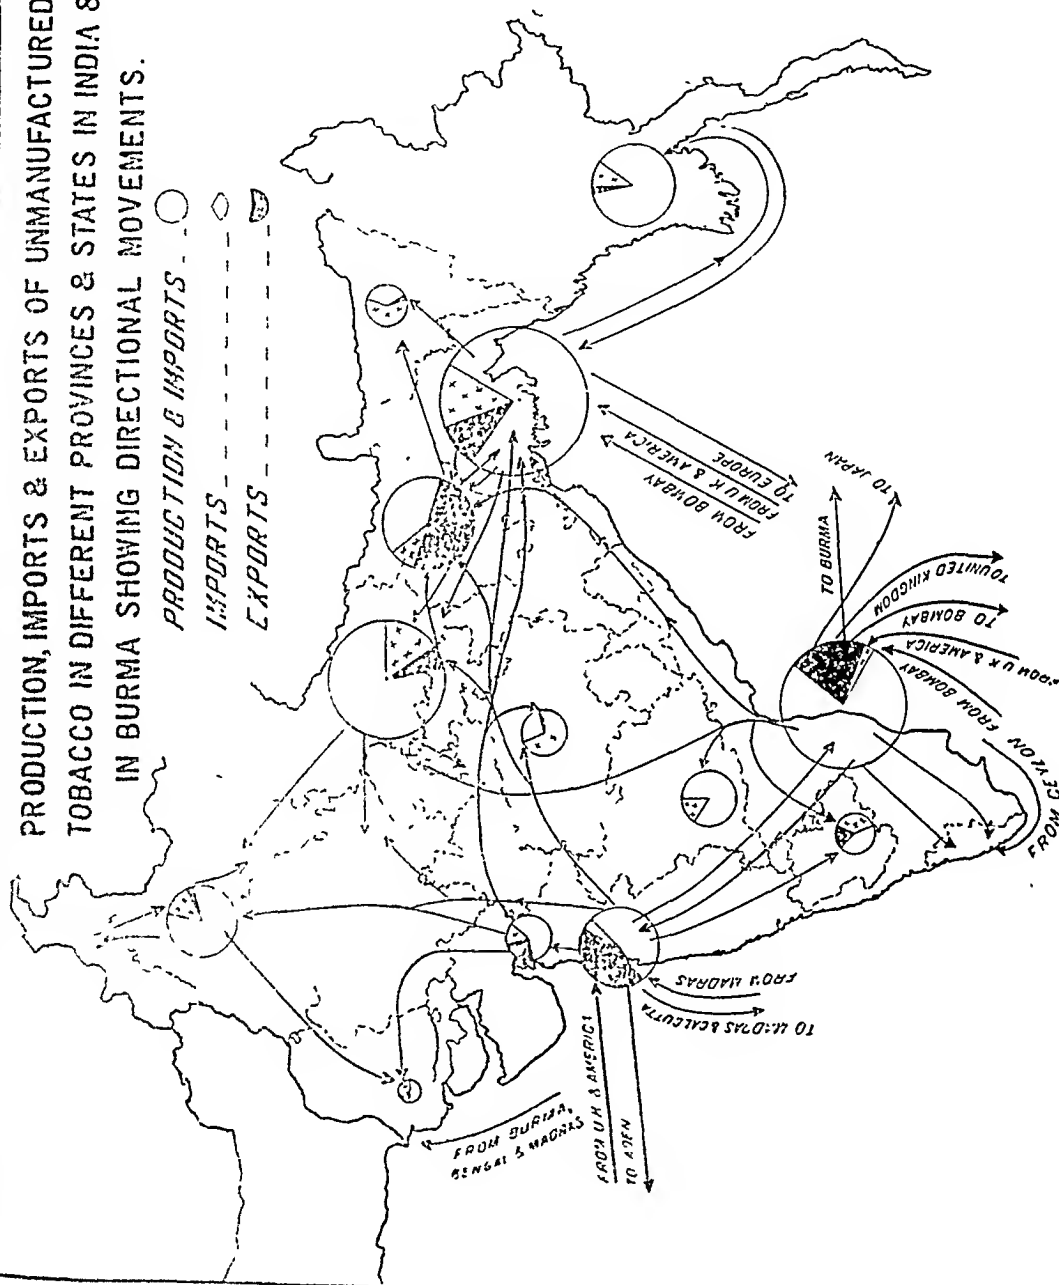 PRODUCTION, IMPORTS & EXPORTS OF UNMANUFACTURED
TOBACCO IN DIFFERENT PROVINCES & STATES IN INDIA &
IN BURMA SHOWING DIRECTIONAL MOVEMENTS.
PRODUCTION & IMPORTS
IMPORTS
EXPORTS
FROM BOMBAY
FROM U K & AMERICA
TO EUROPE
TO JAPAN
TO BURMA
TO UNITED KINGDOM
TO BOMBAY
FROM U K & AMERICA
FROM BOMBAY
FROM CEYLON
FROM MADRAS
TO MADRAS & CALCUTTA
FROM U.K & AMERICA
TO ADEN
FROM BURMA,
BENGAL & MADRAS